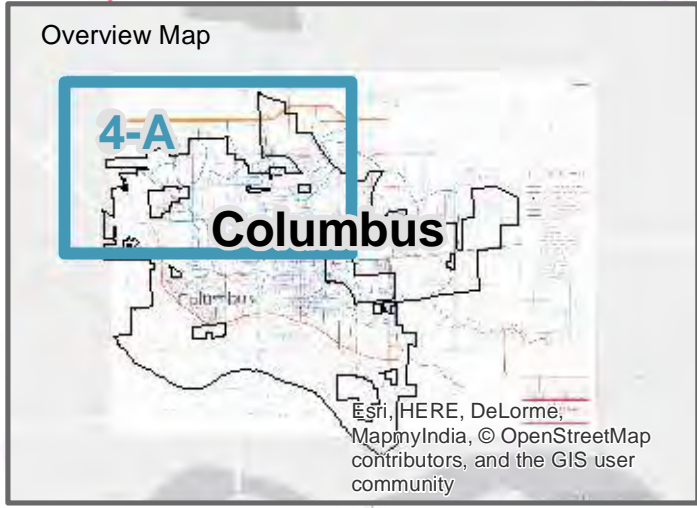 Overview Map
4-A
Columbus
Columbus
Esri, HERE, DeLorme,
MapmyIndia, © OpenStreetMap
contributors, and the GIS user
community